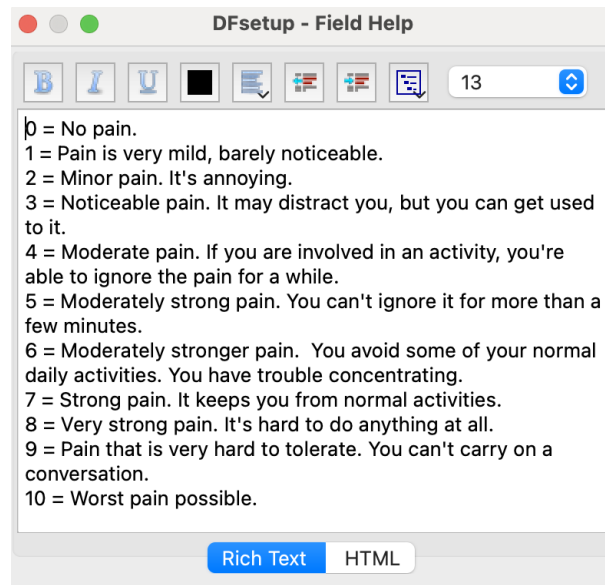 DFsetup - Field Help
B I U 13
0 = No pain.
1 = Pain is very mild, barely noticeable.
2 = Minor pain. It's annoying.
3 = Noticeable pain. It may distract you, but you can get used
to it.
4 = Moderate pain. If you are involved in an activity, you're
able to ignore the pain for a while.
5 = Moderately strong pain. You can't ignore it for more than a
few minutes.
6 = Moderately stronger pain.  You avoid some of your normal
daily activities. You have trouble concentrating.
7 = Strong pain. It keeps you from normal activities.
8 = Very strong pain. It's hard to do anything at all.
9 = Pain that is very hard to tolerate. You can't carry on a
conversation.
10 = Worst pain possible.
Rich Text HTML